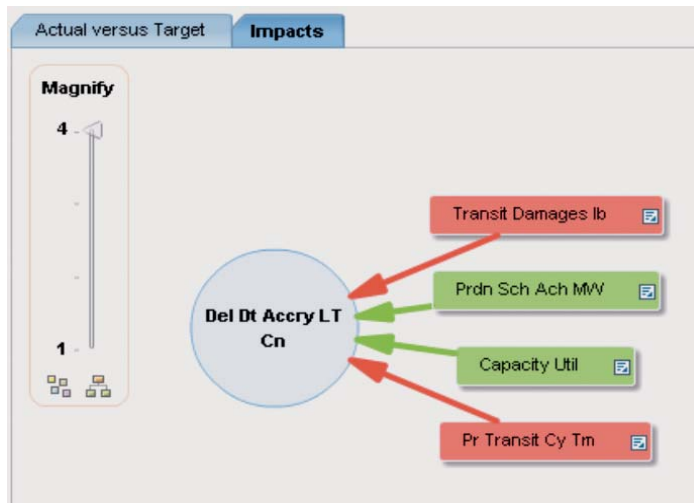 Actual versus Target
Impacts
Magnify
4
1
Del Dt Accry LT
Cn
Transit Damages Ib
Prdn Sch Ach MW
Capacity Util
Pr Transit Cy Tm